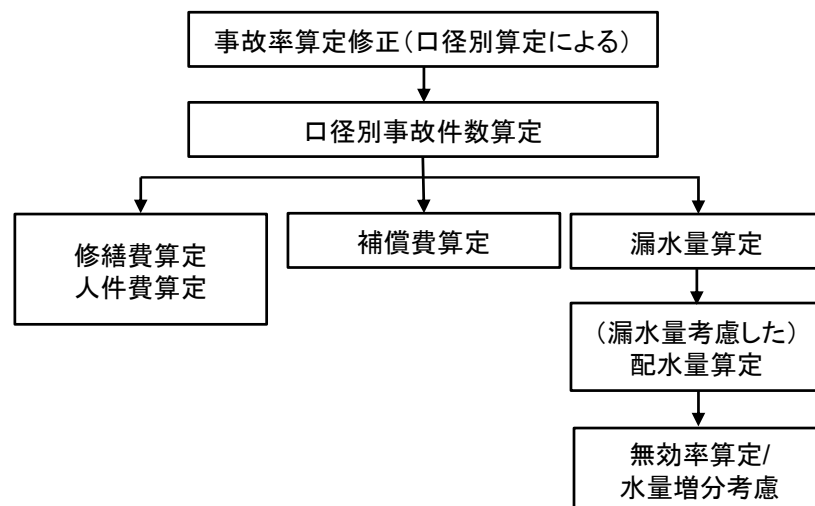 事故率算定修正（口径別算定による）
口径別事故件数算定
修繕費算定
人件費算定
補償費算定
漏水量算定
（漏水量考慮した）
配水量算定
無効率算定/
水量増分考慮